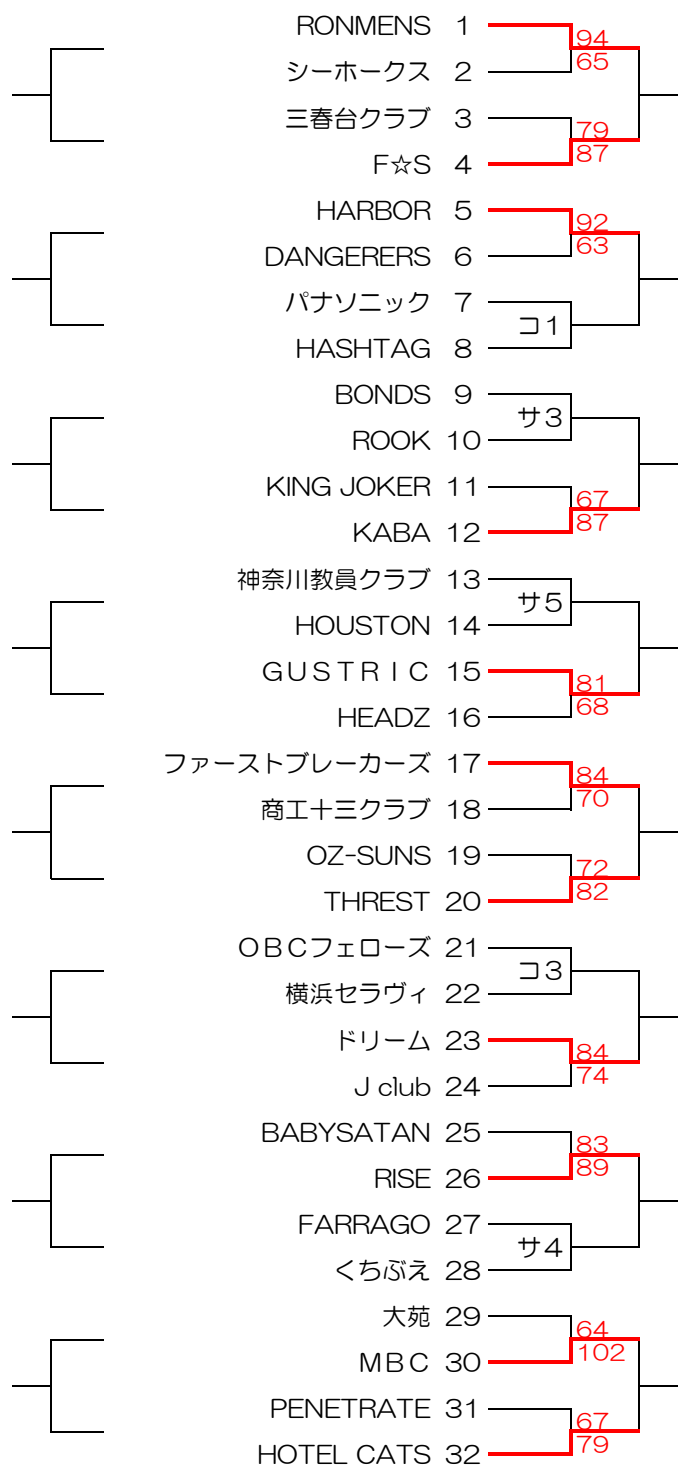 RONMENS 1 94
シーホークス 2 65
三春台クラブ 3 79
F☆S 4 87
HARBOR 5 92
DANGERERS 6 63
パナソニック 7
コ1
HASHTAG 8
BONDS 9
サ3
ROOK 10
KING JOKER 11 67
KABA 12 87
神奈川教員クラブ 13
サ5
HOUSTON 14
GUSTRIC 15 81
HEADZ 16 68
ファーストブレーカーズ 17 84
商工十三クラブ 18 70
OZ-SUNS 19 72
THREST 20 82
OBCフェローズ 21
コ3
横浜セラヴィ 22
ドリーム 23 84
J club 24 74
BABYSATAN 25 83
RISE 26 89
FARRAGO 27
サ4
くちぶえ 28
大苑 29 64
MBC 30 102
PENETRATE 31 67
HOTEL CATS 32 79